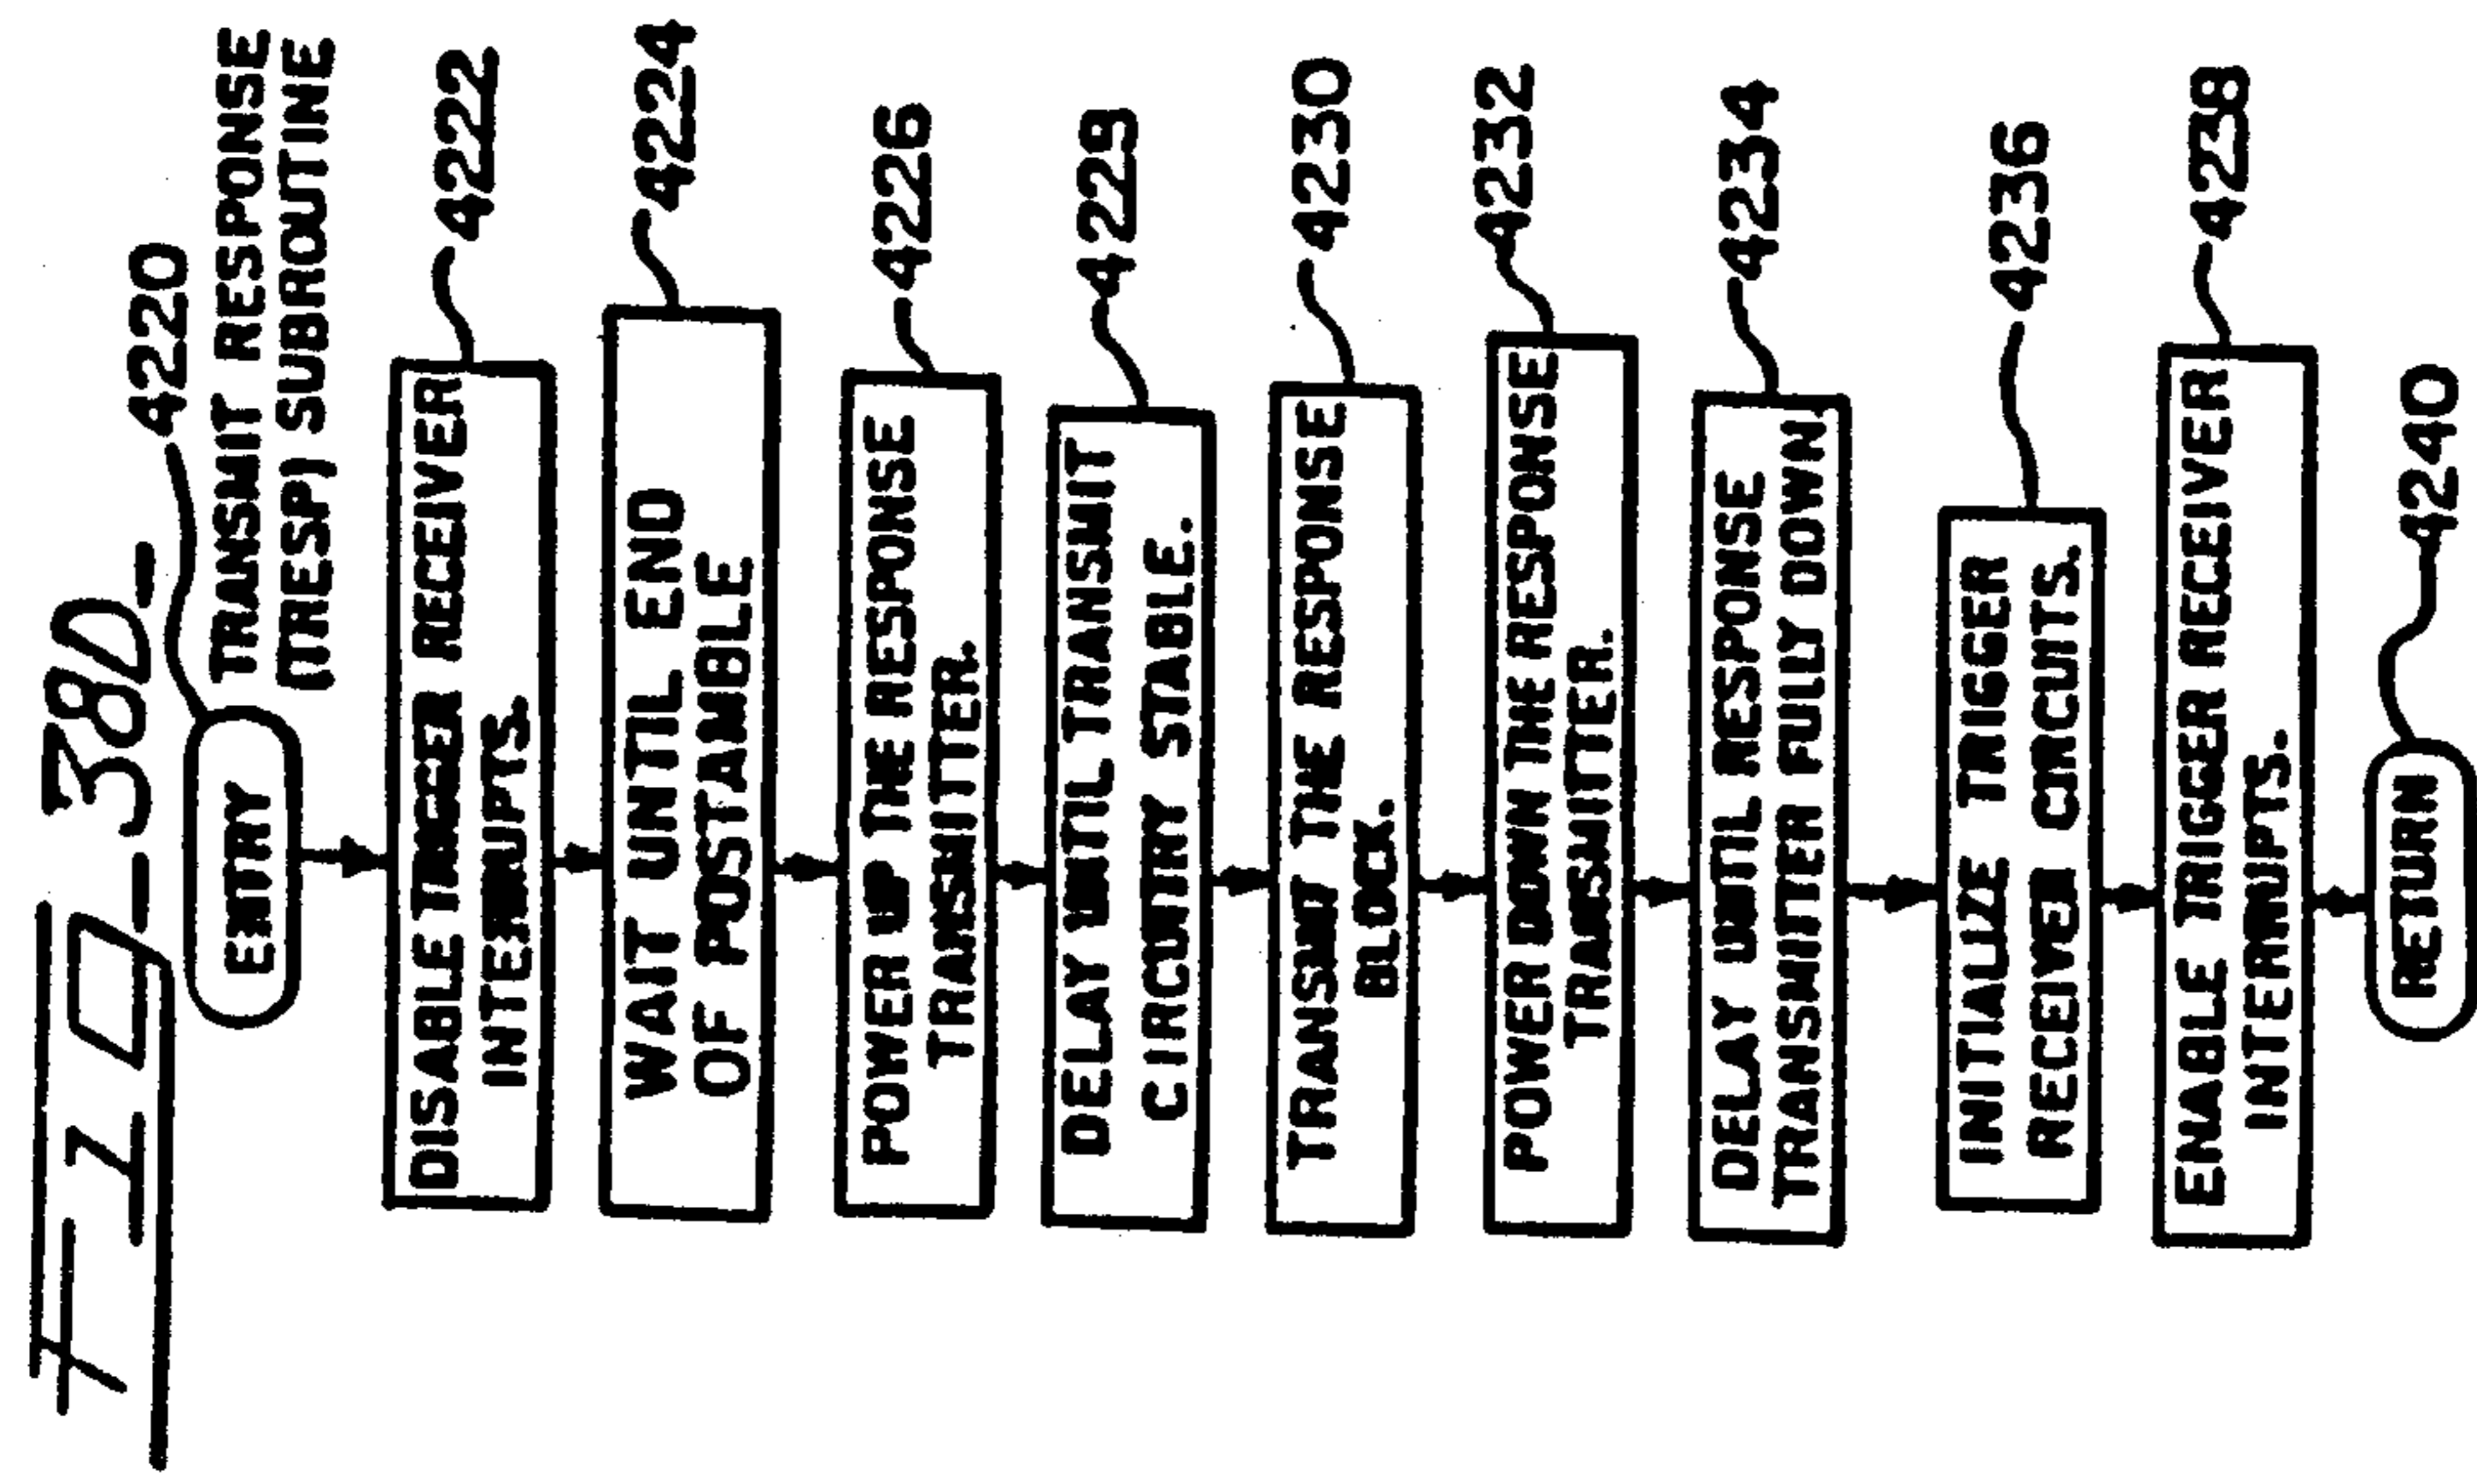 FIG-38D-
4220
ENTRY
TRANSMIT RESPONSE
(TRESP) SUBROUTINE
DISABLE TRIGGER RECEIVER
INTERRUPTS.
4222
WAIT UNTIL END
OF POSTAMBLE
4224
POWER UP THE RESPONSE
TRANSMITTER.
4226
DELAY UNTIL TRANSMIT
CIRCUITRY STABLE.
4229
TRANSMIT THE RESPONSE
BLOCK.
4230
POWER DOWN THE RESPONSE
TRANSMITTER.
4232
DELAY UNTIL RESPONSE
TRANSMITTER FULLY DOWN.
4234
INITIALIZE TRIGGER
RECEIVER CIRCUITS.
4236
ENABLE TRIGGER RECEIVER
INTERRUPTS.
4238
RETURN
4240